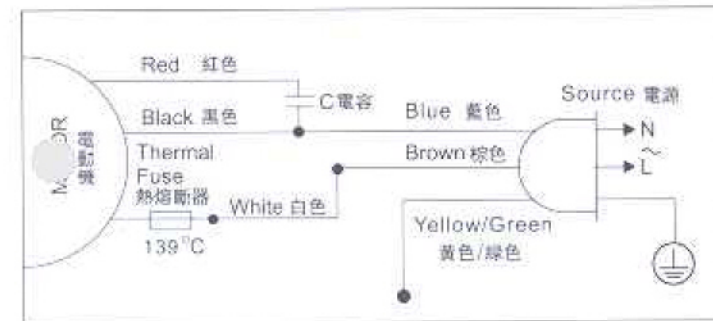 Red 紅色
C電容
Source 電源
Black 黑色
Blue 藍色
N
Thermal
Fuse
熱熔斷器
Brown 棕色
~
L
White 白色
139°C
Yellow/Green
黃色/綠色